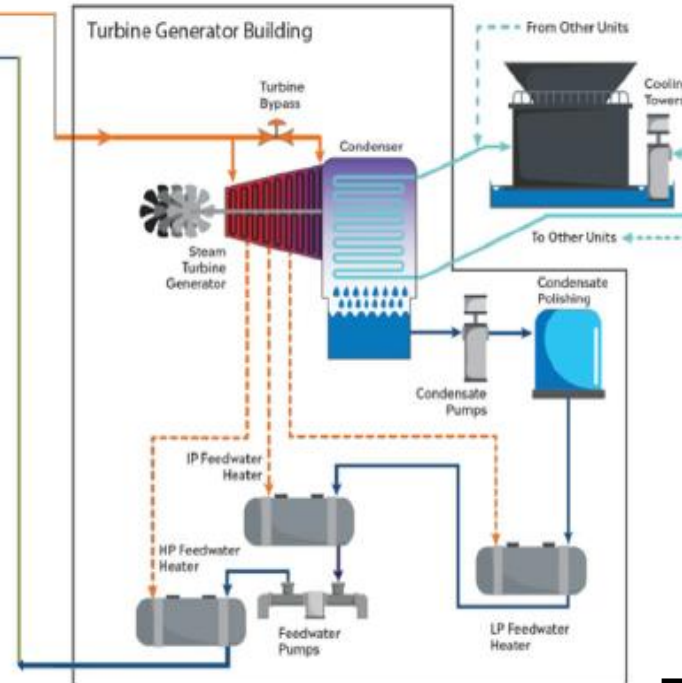 Turbine Generator Building
From Other Units
Turbine
Bypass
Condenser
Steam
Turbine
Generator
To Other Units
Condensate
Polishing
Condensate
Pumps
IP Feedwater
Heater
HP Feedwater
Heater
Feedwater
Pumps
LP Feedwater
Heater